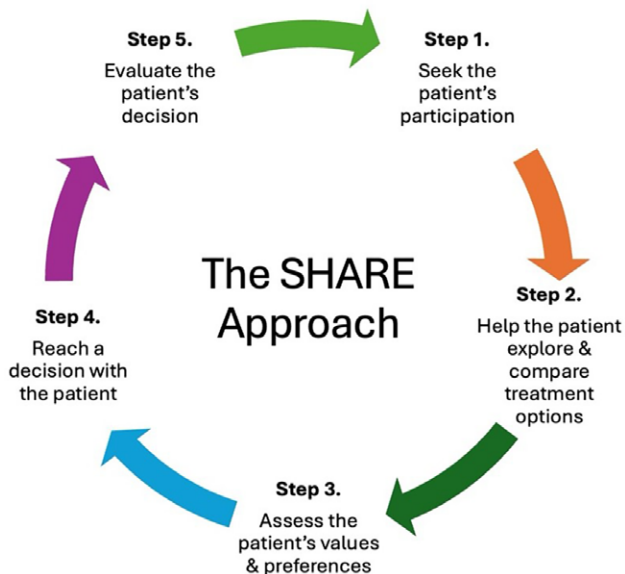 The SHARE
Approach
Step 1.
Seek the
patient's
participation
Step 2.
Help the patient
explore &
compare
treatment
options
Step 3.
Assess the
patient's values
& preferences
Step 4.
Reach a
decision with
the patient
Step 5.
Evaluate the
patient's
decision